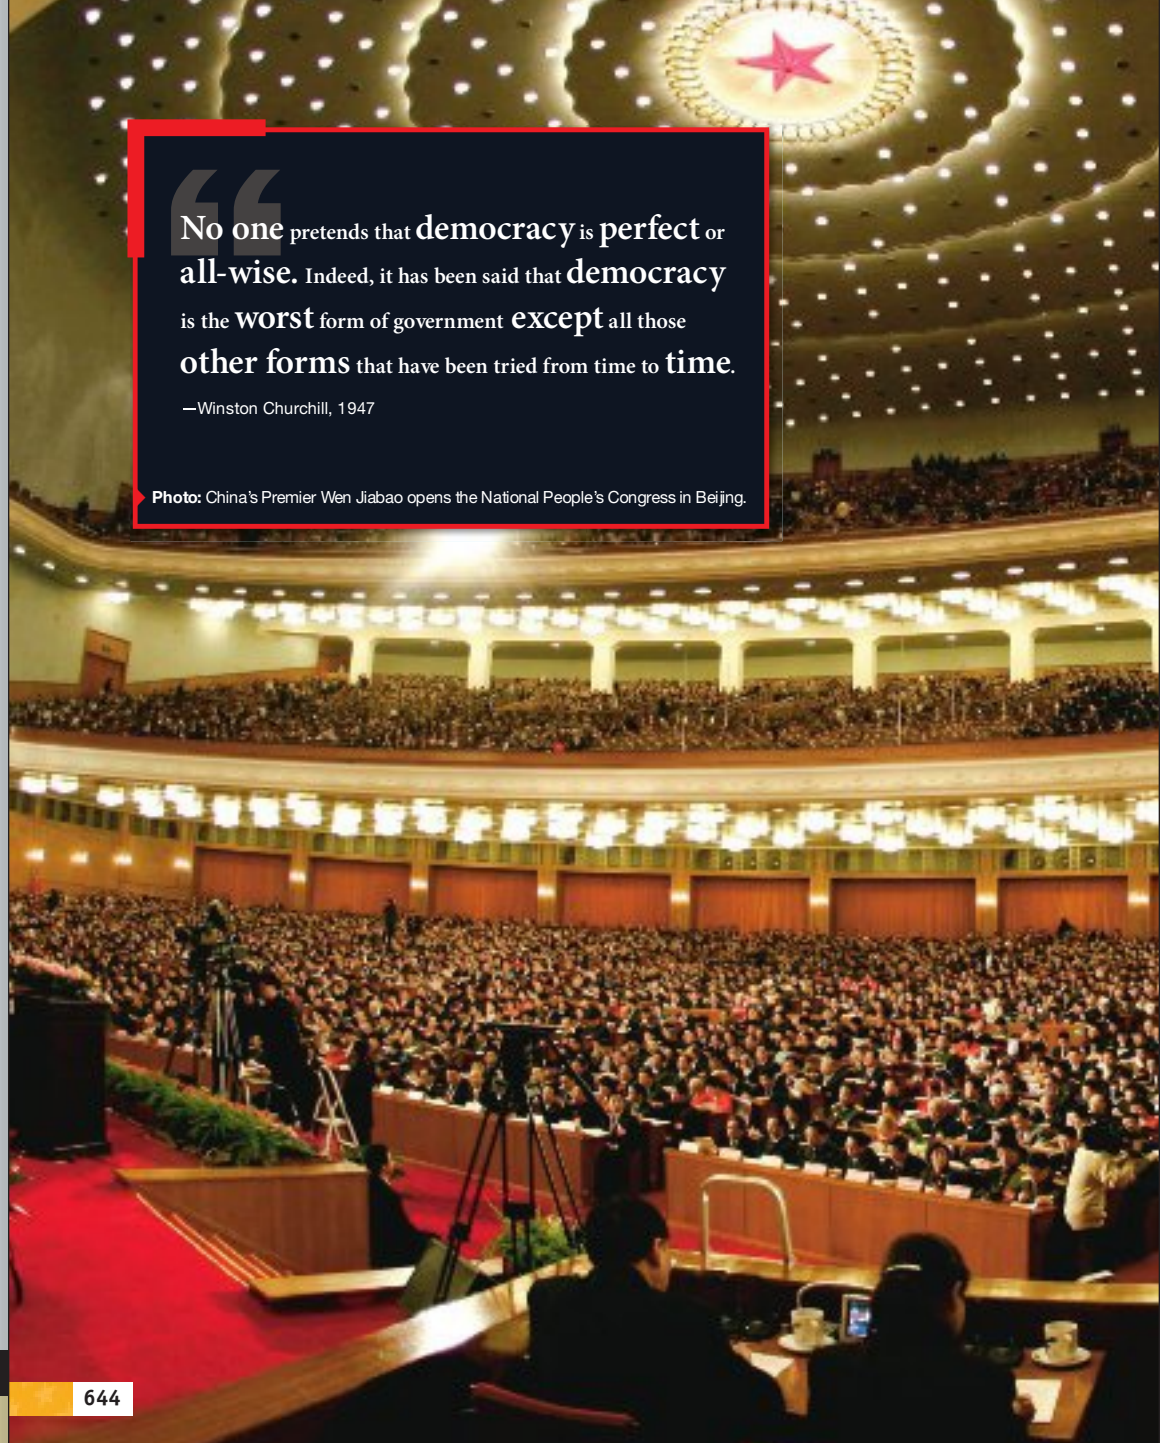 No one pretends that democracy is perfect or
all-wise. Indeed, it has been said that democracy
is the worst form of government except all those
other forms that have been tried from time to time.
—Winston Churchill, 1947
Photo: China's Premier Wen Jiabao opens the National People's Congress in Beijing.
644